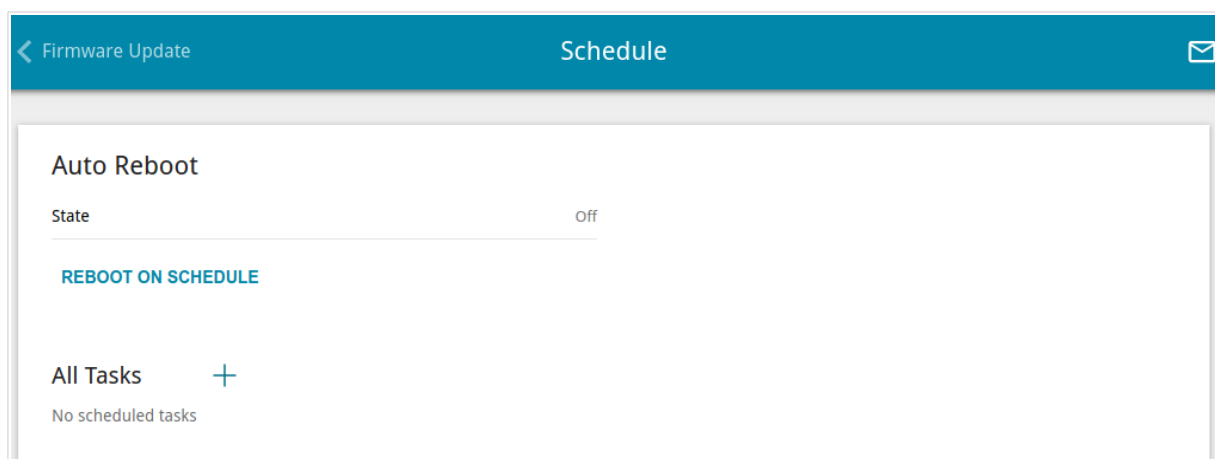 Firmware Update
Schedule
Auto Reboot
State
Off
REBOOT ON SCHEDULE
All Tasks
No scheduled tasks